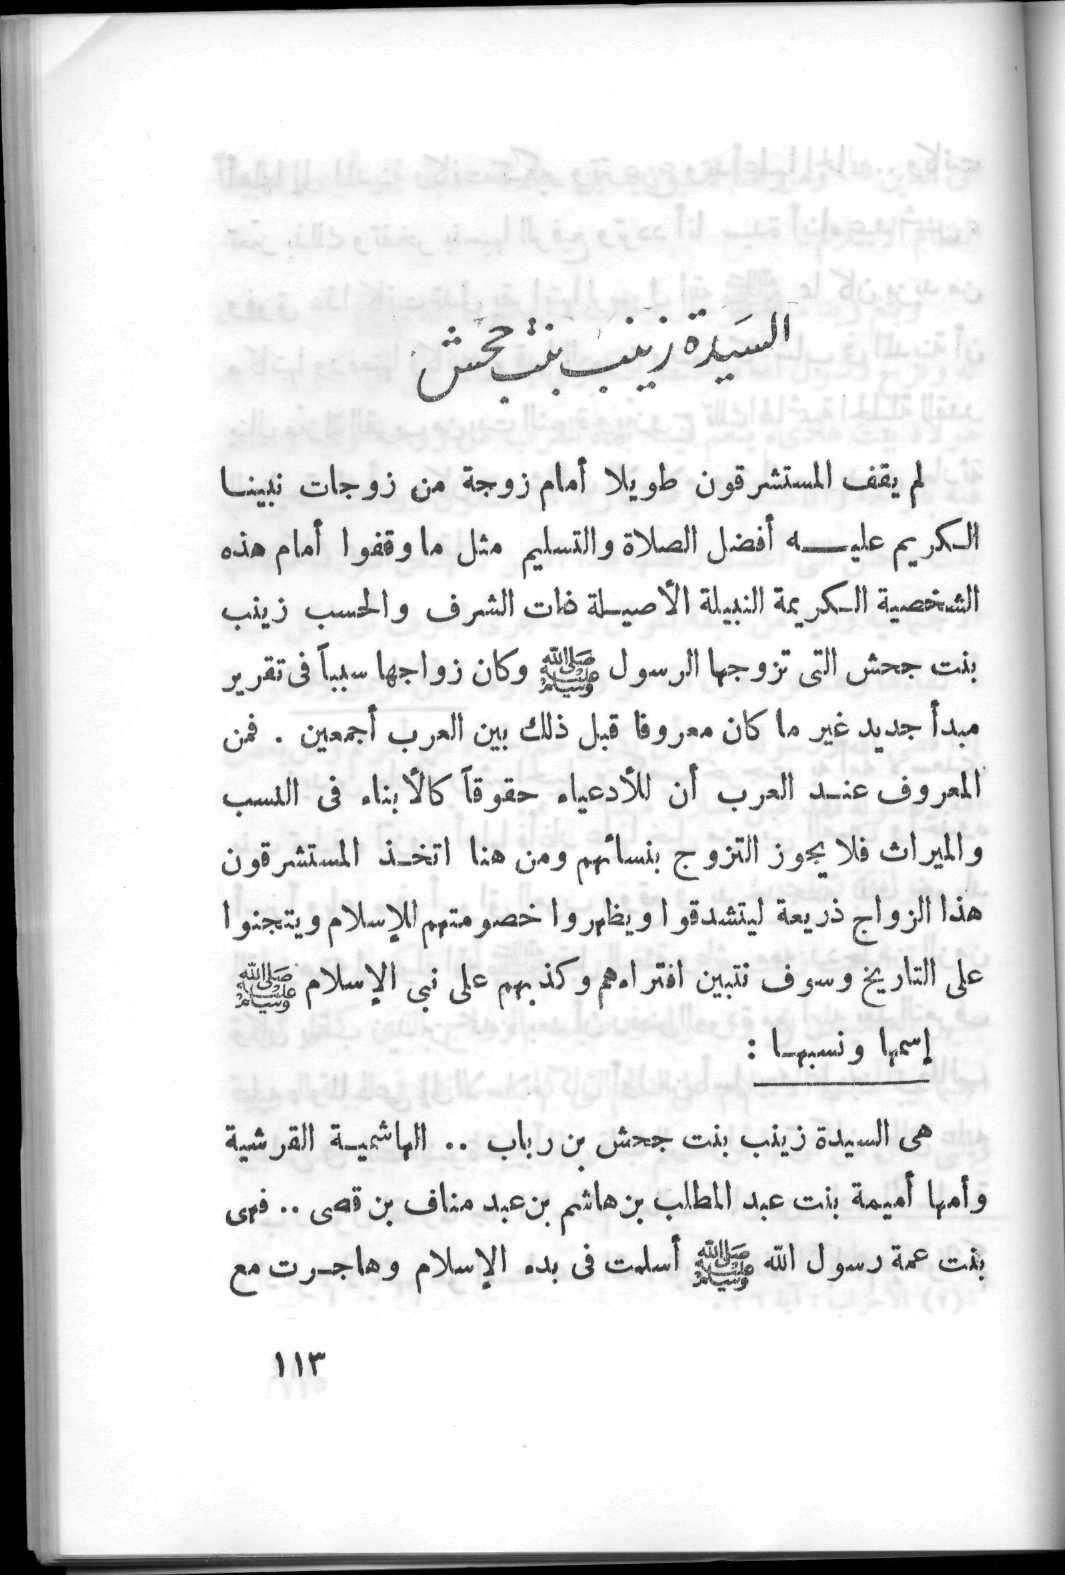 السيدة زينب بنت جحش
لم يقف المستشرقون طويلا أمام زوجة من زوجات نبينا
الكريم عليه أفضل الصلاة والتسليم مثل ما وقفوا أمام هذه
الشخصية الكريمة النبيلة الأصيلة ذات الشرف والحسب زينب
بنت جحش التى تزوجها الرسول ﷺ وكان زواجها سبباً فى تقرير
مبدأ جديد غير ما كان معروفا قبل ذلك بين العرب أجمعين . فمن
المعروف عند العرب أن للأدعياء حقوقاً كالأبناء فى النسب
والميراث فلا يجوز التزوج بنسائهم ومن هنا اتخذ المستشرقون
هذا الزواج ذريعة ليتشدقوا ويظهروا خصومتهم للإسلام ويتجنوا
على التاريخ وسوف نتبين افتراءهم وكذبهم على نبى الإسلام ﷺ
إسمها ونسبها :
هى السيدة زينب بنت جحش بن رباب .. الهاشمية القرشية
وأمها أميمة بنت عبد المطلب بن هاشم بن عبد مناف بن قصى .. فهى
بنت عمة رسول الله ﷺ أسلمت فى بدء الإسلام وهاجرت مع
١١٣